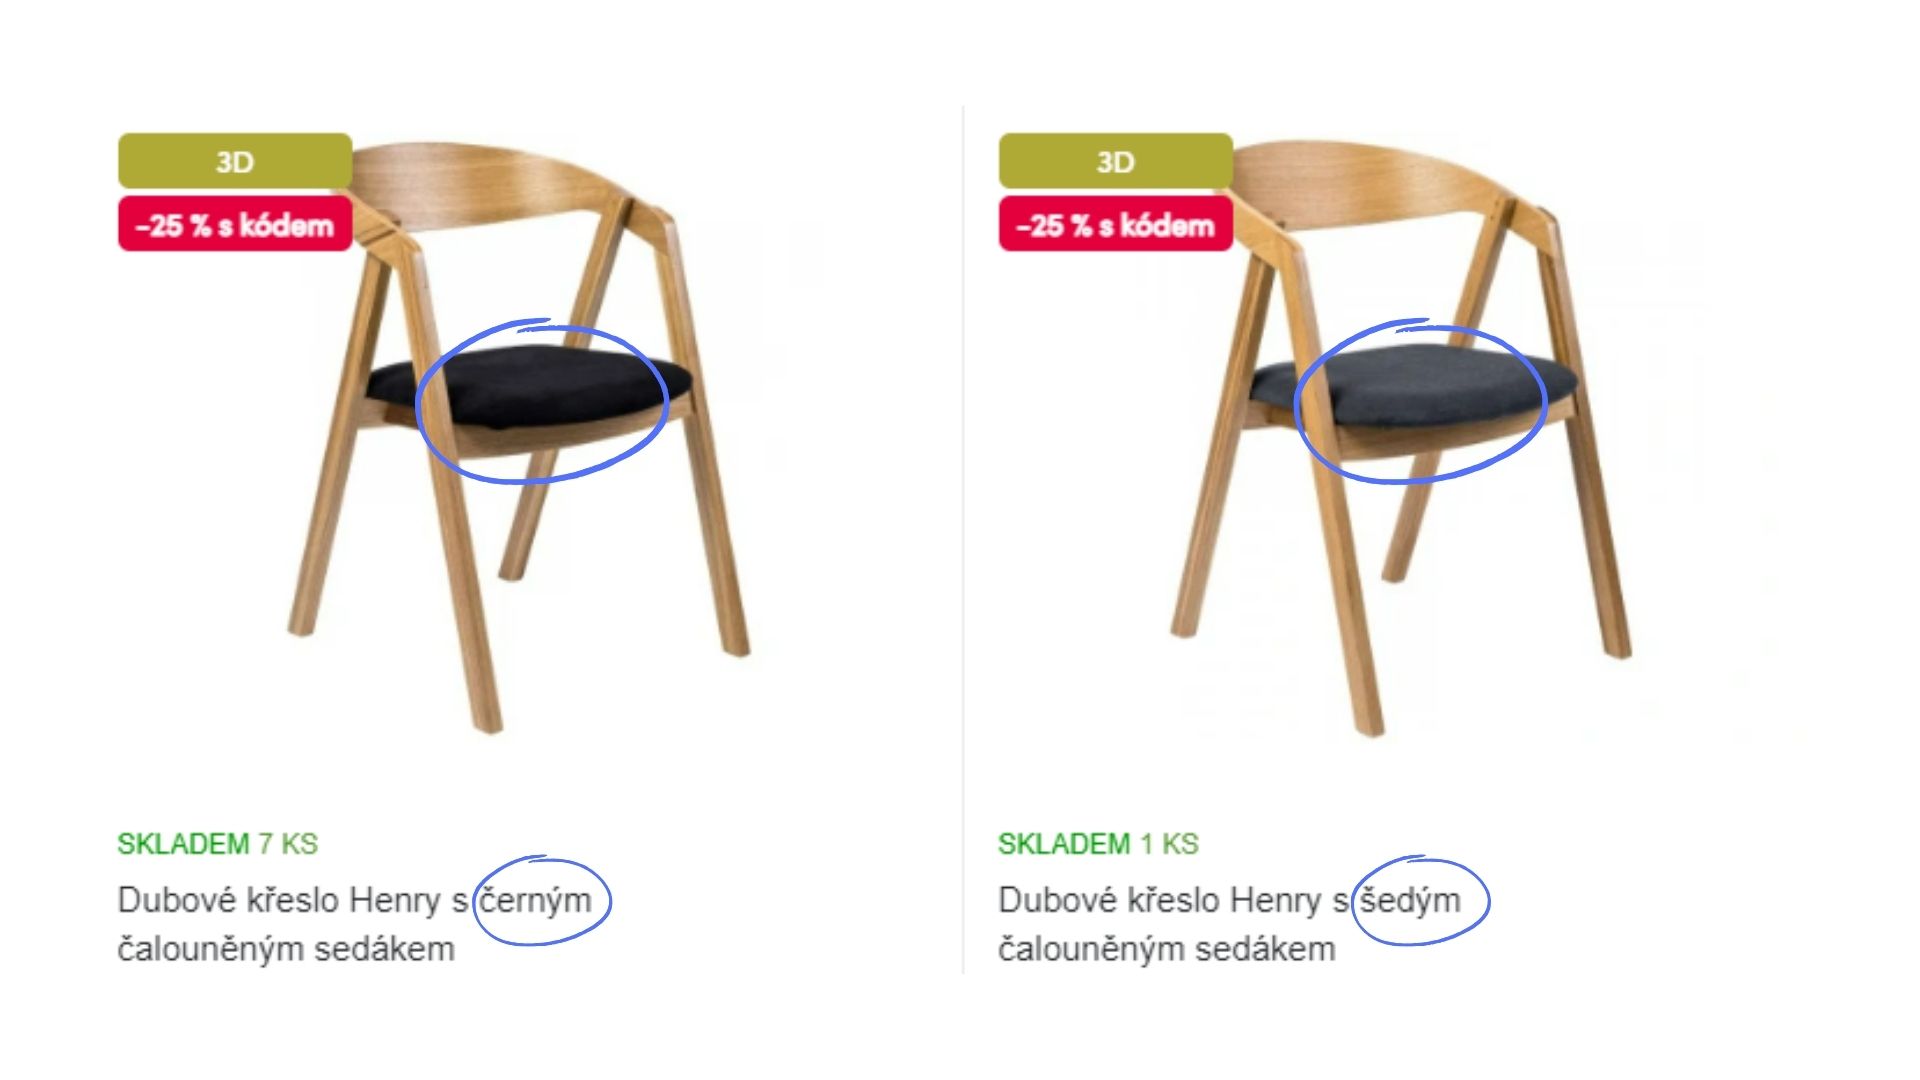 3D
-25 % s kódem
SKLADEM 7 KS
Dubové křeslo Henry s černým
čalouněným sedákem
3D
-25 % s kódem
SKLADEM 1 KS
Dubové křeslo Henry s šedým
čalouněným sedákem